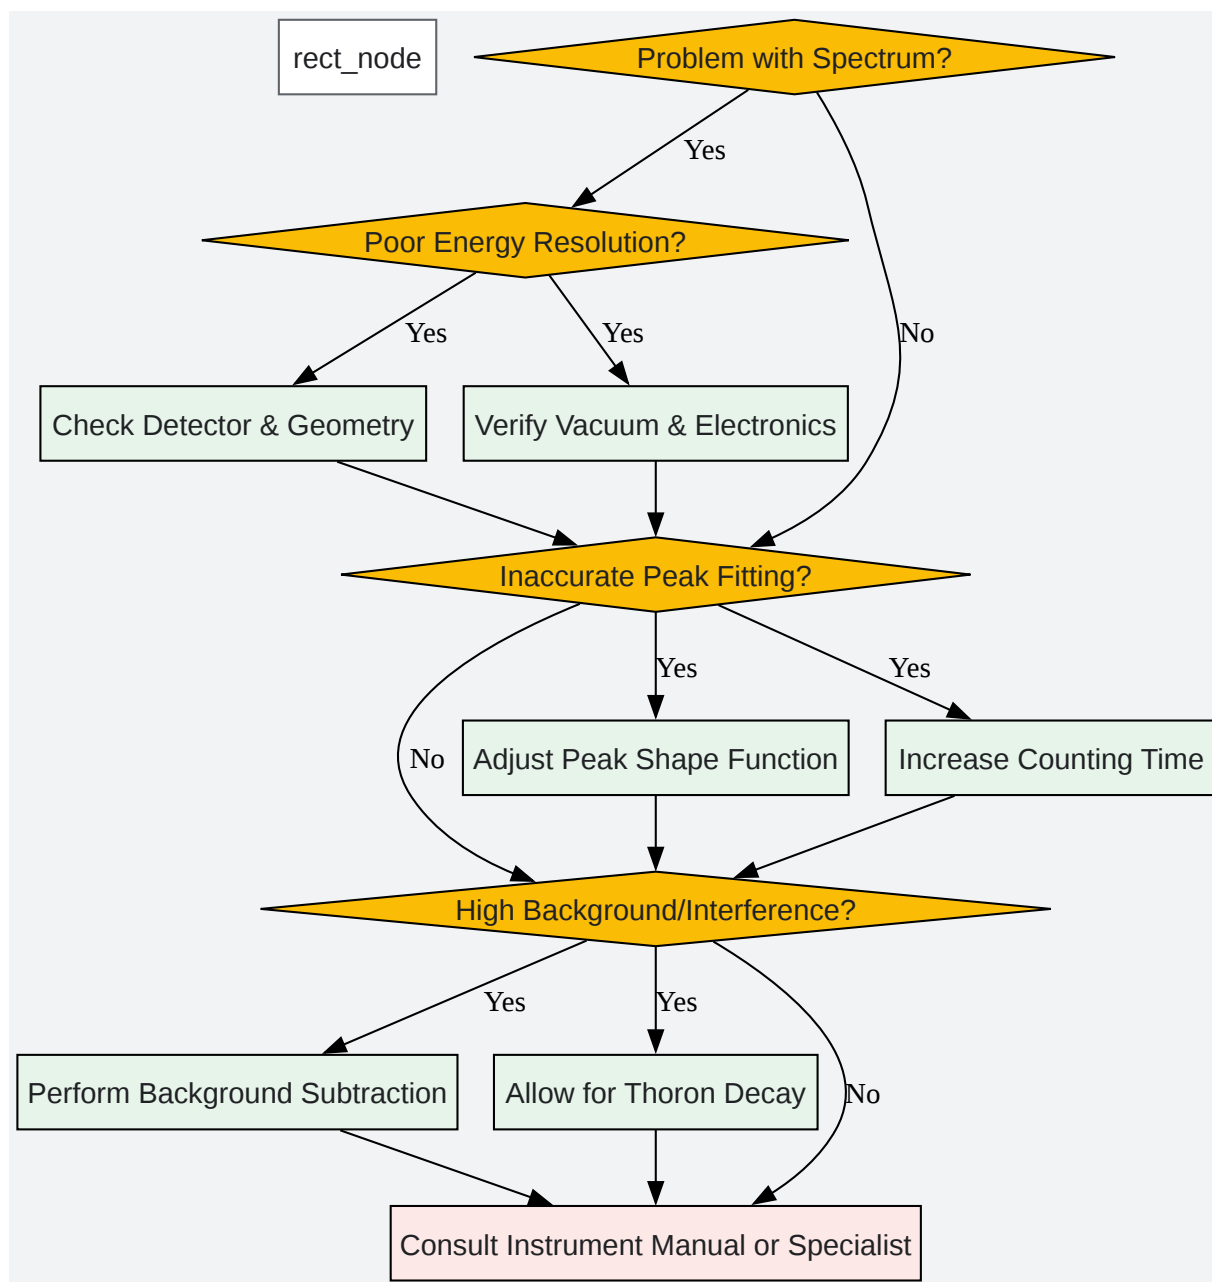 rect_node
Problem with Spectrum?
Yes
Poor Energy Resolution?
Yes
Yes
No
Check Detector & Geometry
Verify Vacuum & Electronics
Inaccurate Peak Fitting?
Yes
Yes
No
Adjust Peak Shape Function
Increase Counting Time
High Background/Interference?
Yes
Yes
No
Perform Background Subtraction
Allow for Thoron Decay
Consult Instrument Manual or Specialist